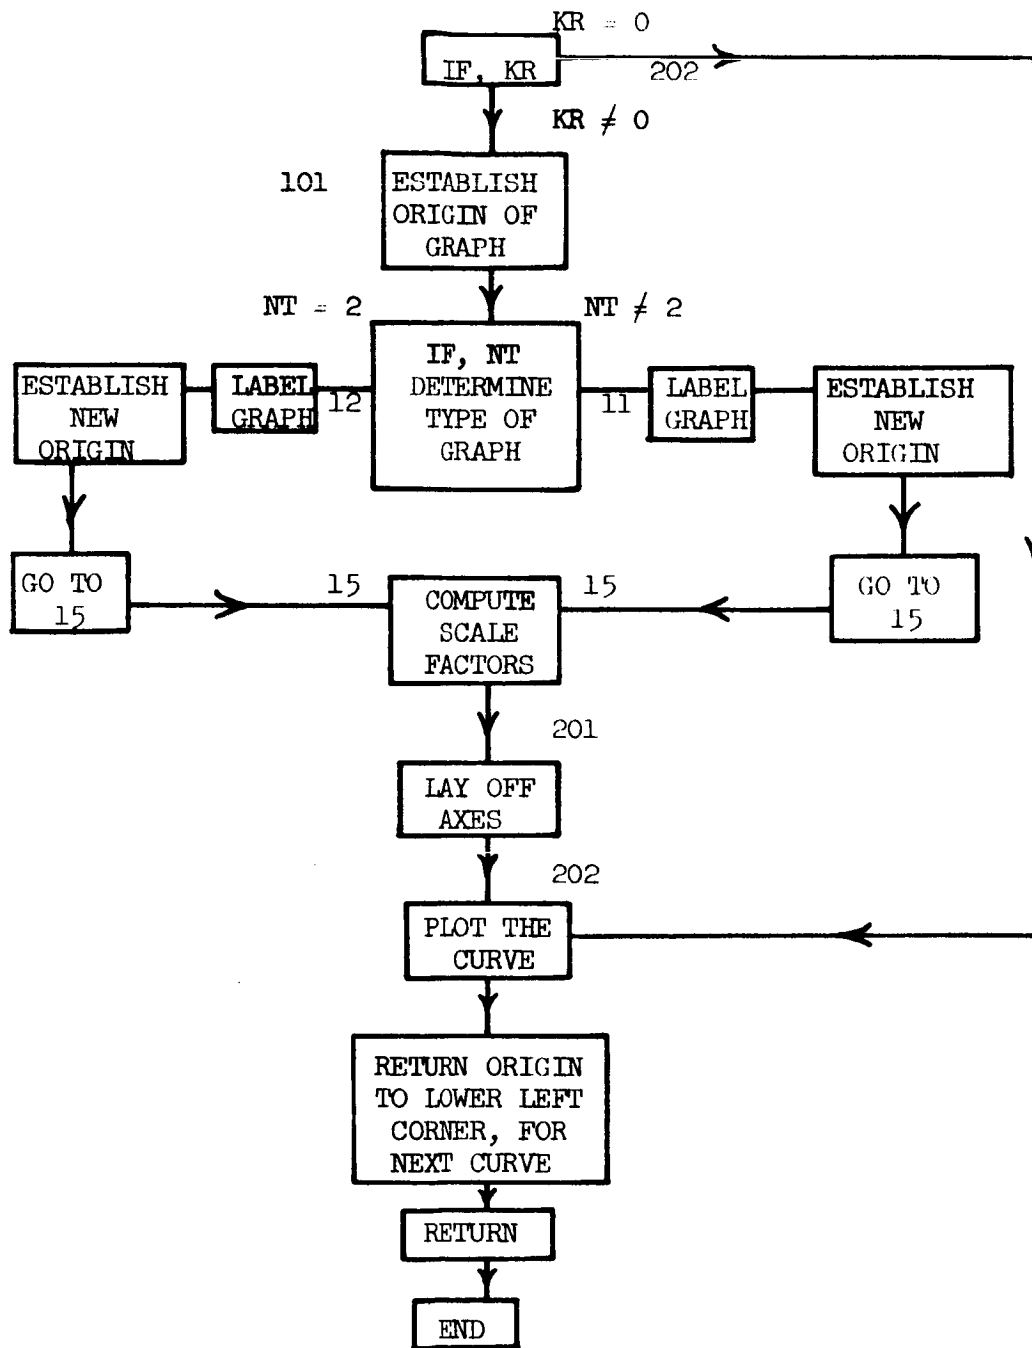 KR = 0
IF, KR
202
KR ≠ 0
101
ESTABLISH
ORIGIN OF
GRAPH
NT = 2
NT ≠ 2
ESTABLISH
NEW
ORIGIN
LABEL
GRAPH
12
IF, NT
DETERMINE
TYPE OF
GRAPH
11
LABEL
GRAPH
ESTABLISH
NEW
ORIGIN
GO TO
15
15
COMPUTE
SCALE
FACTORS
15
GO TO
15
201
LAY OFF
AXES
202
PLOT THE
CURVE
RETURN ORIGIN
TO LOWER LEFT
CORNER, FOR
NEXT CURVE
RETURN
END